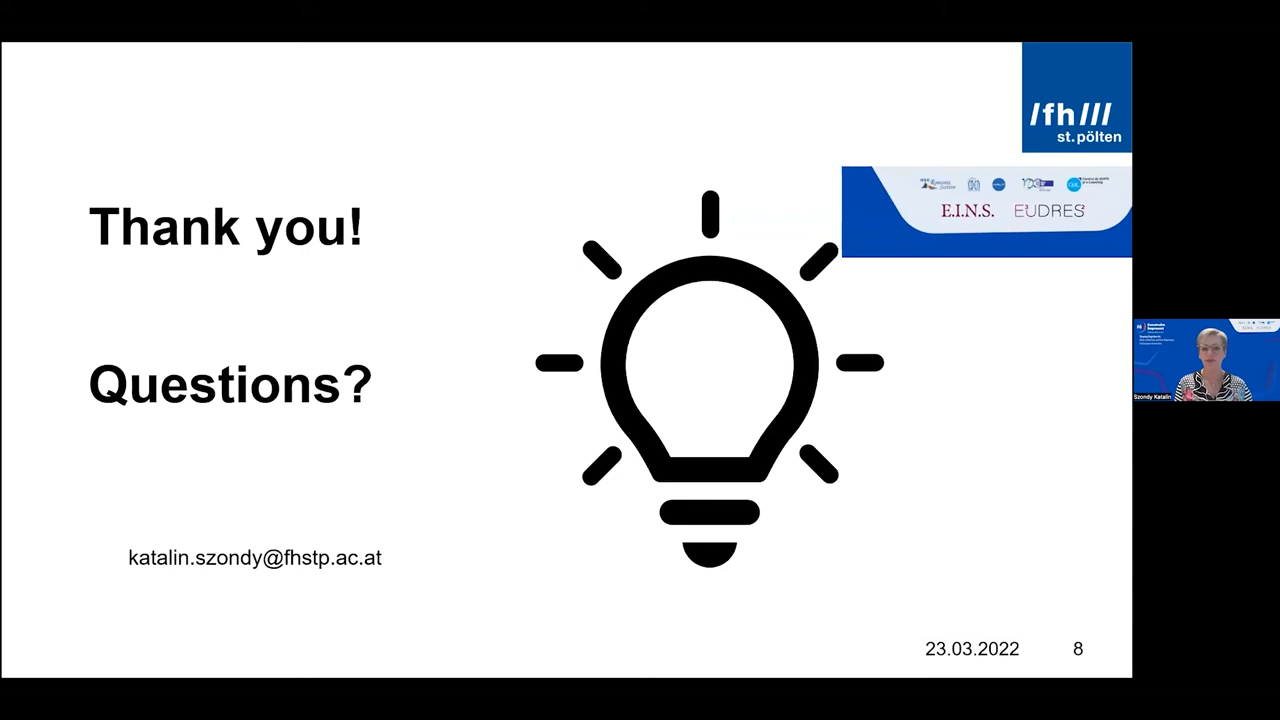 /fh///
st.pölten
E.I.N.S. EUDRES
Thank you!
Questions?
katalin.szondy@fhstp.ac.at
23.03.2022 8
Szondy Katalin